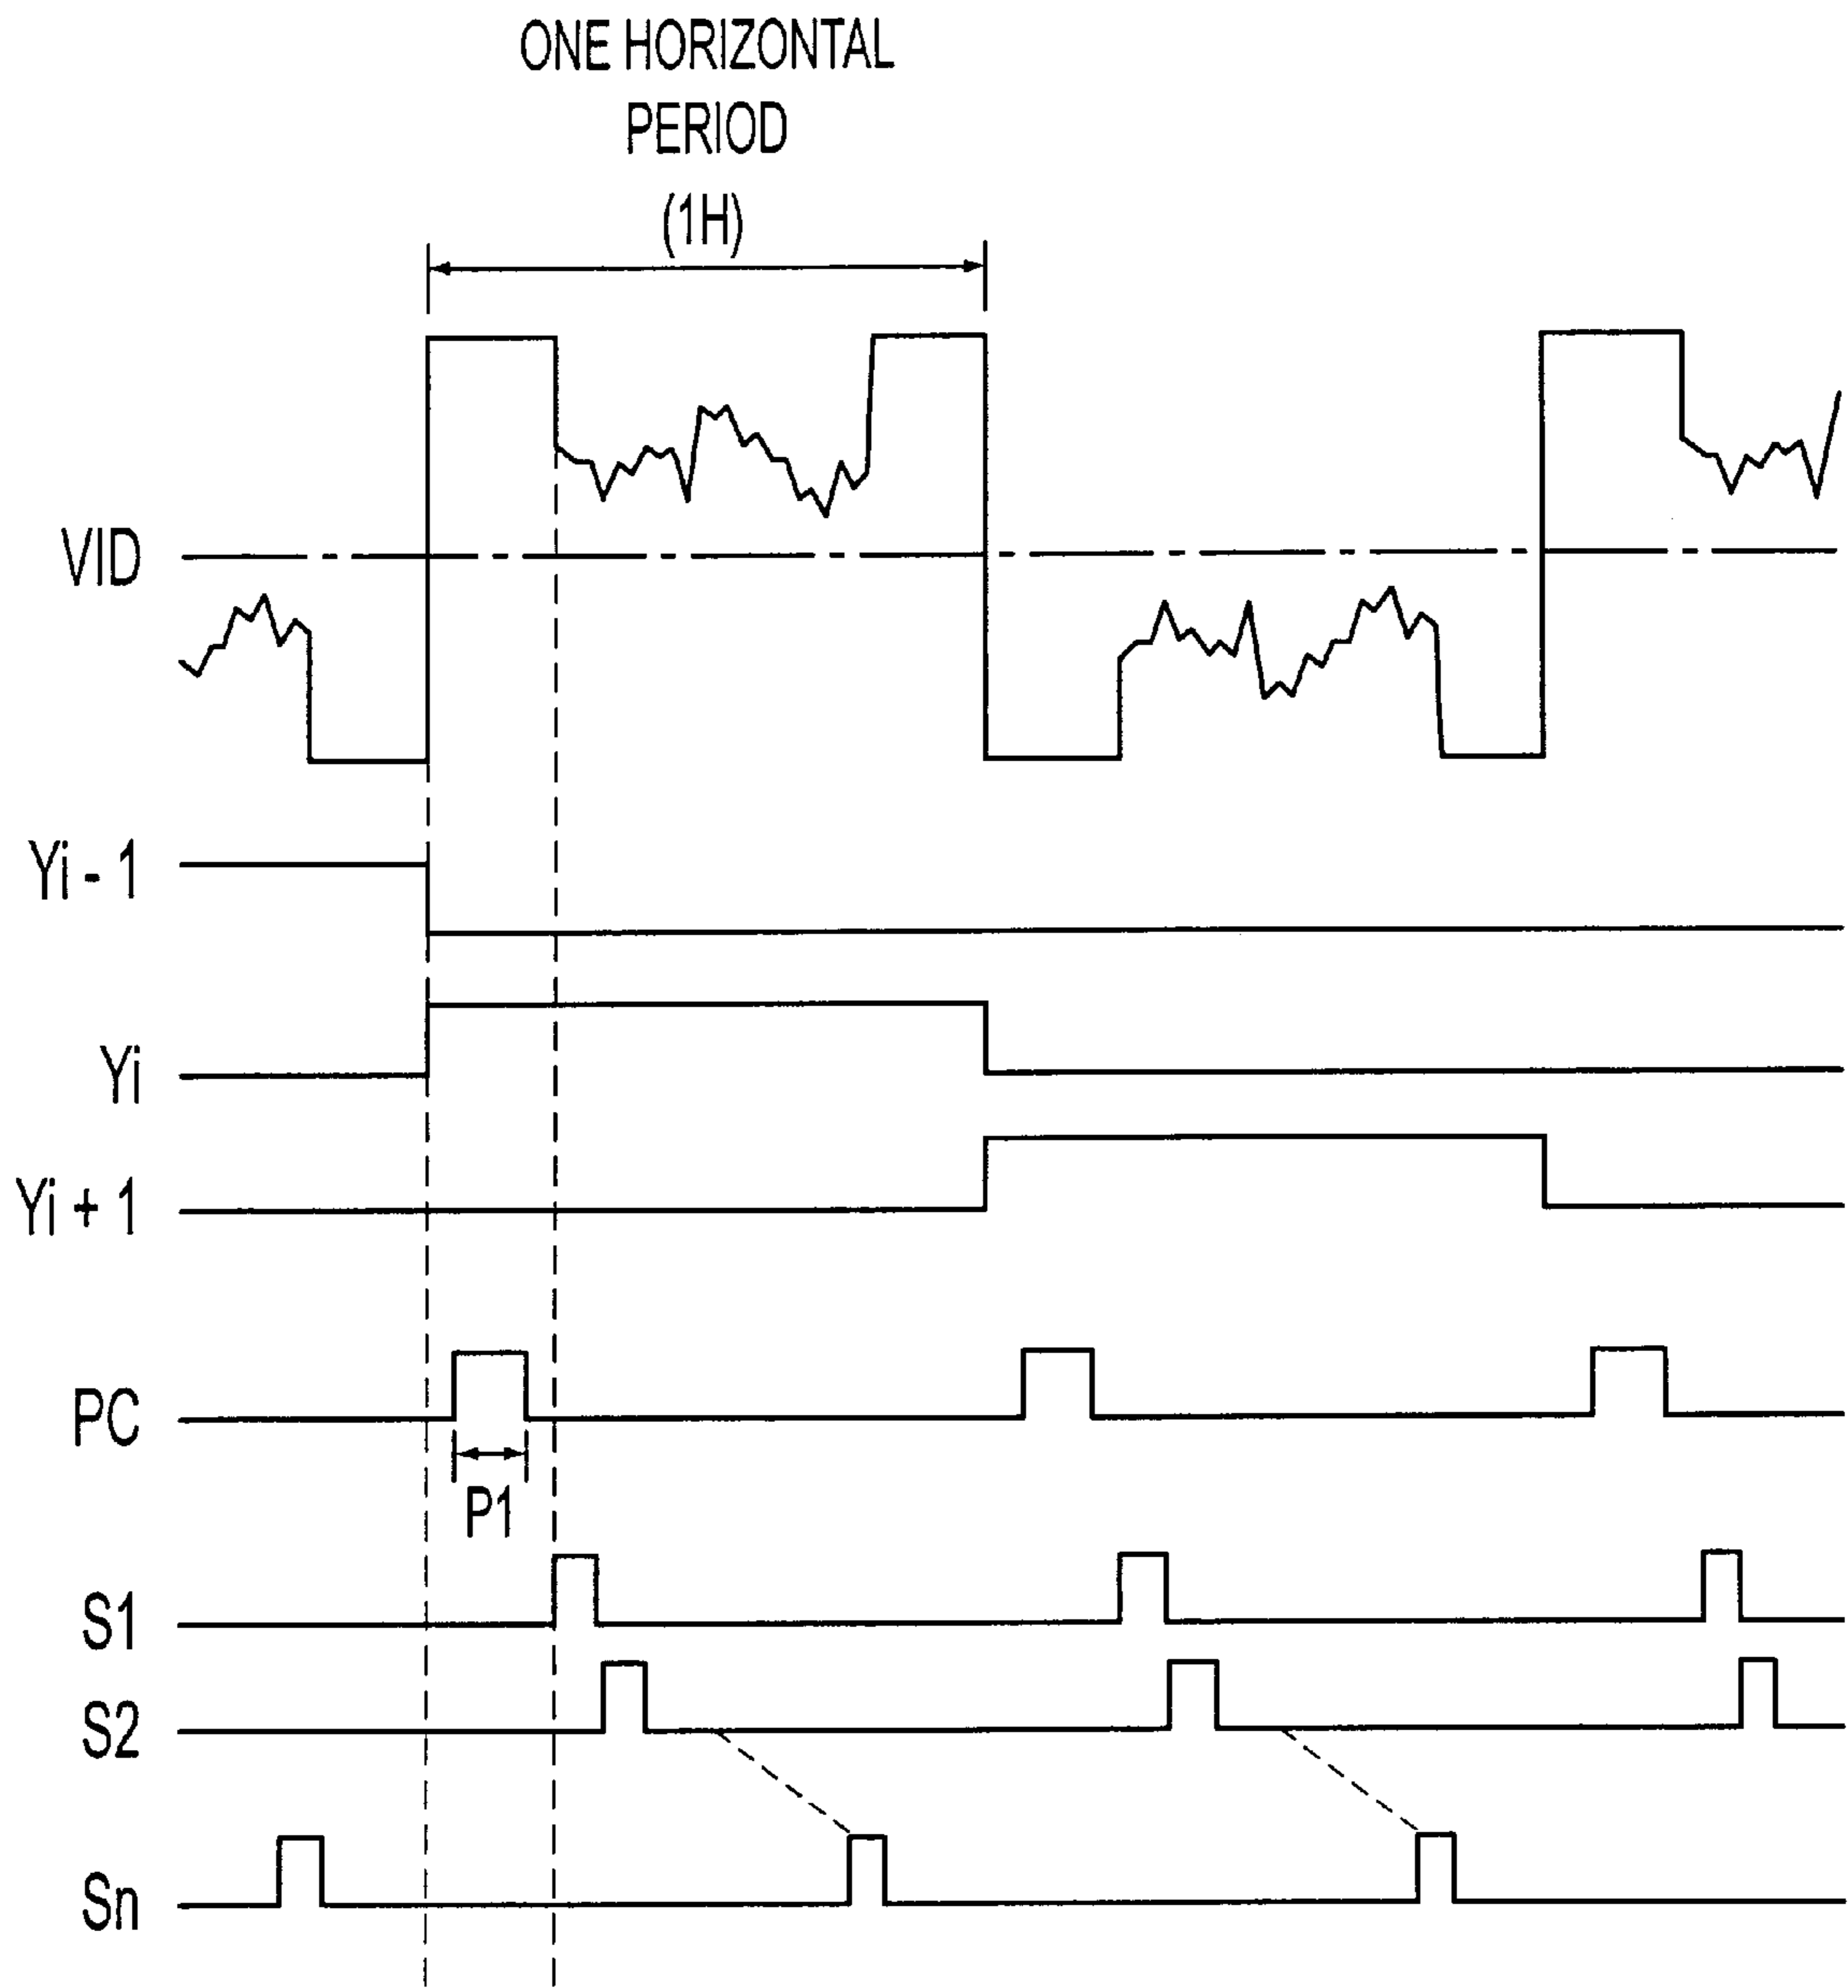 ONE HORIZONTAL
PERIOD
(1H)
VID
Yi - 1
Yi
Yi + 1
PC
P1
S1
S2
Sn